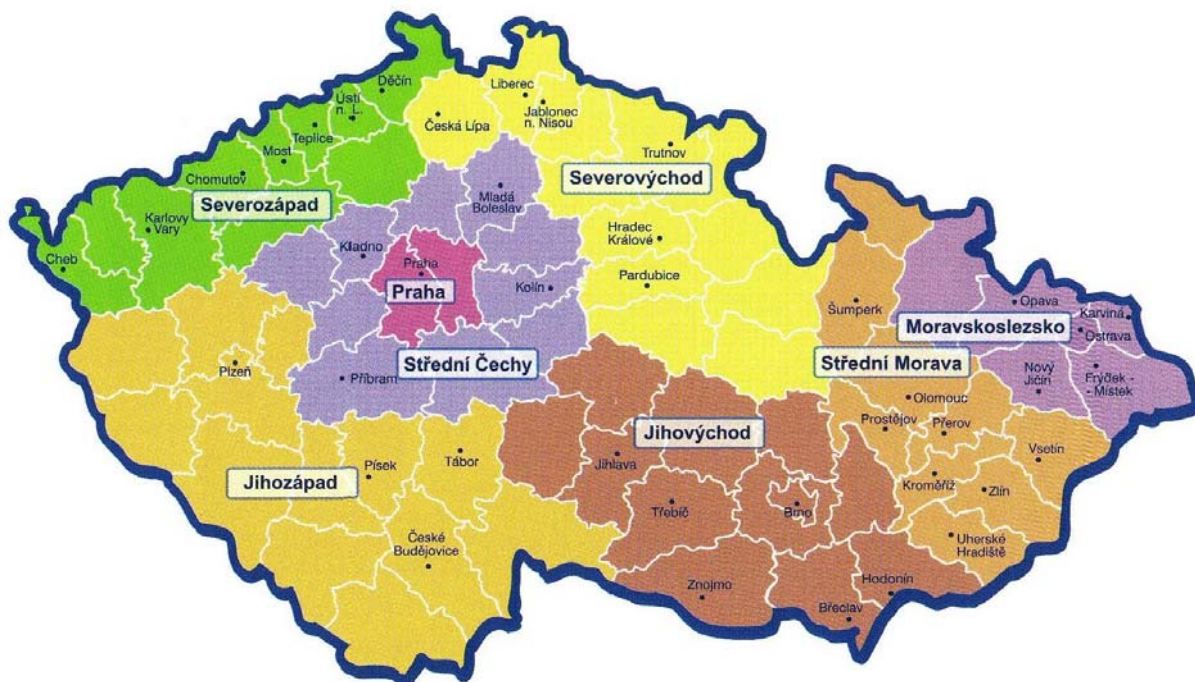 Děčín
Ústí
n. L.
Teplice
Most
Chomutov
Severozápad
Karlovy
Vary
Cheb
Liberec
Jablonec
n. Nisou
Česká Lípa
Trutnov
Severovýchod
Hradec
Králové
Pardubice
Mladá
Boleslav
Kladno
Praha
Praha
Kolín
Střední Čechy
Příbram
Plzeň
Jihozápad
Písek
Tábor
České
Budějovice
Jihovýchod
Jihlava
Třebíč
Brno
Znojmo
Hodonín
Břeclav
Šumperk
Střední Morava
Olomouc
Prostějov
Přerov
Kroměříž
Zlín
Vsetín
Uherské
Hradiště
Moravskoslezsko
Opava
Karviná
Ostrava
Nový
Jičín
Frýdek -
- Místek